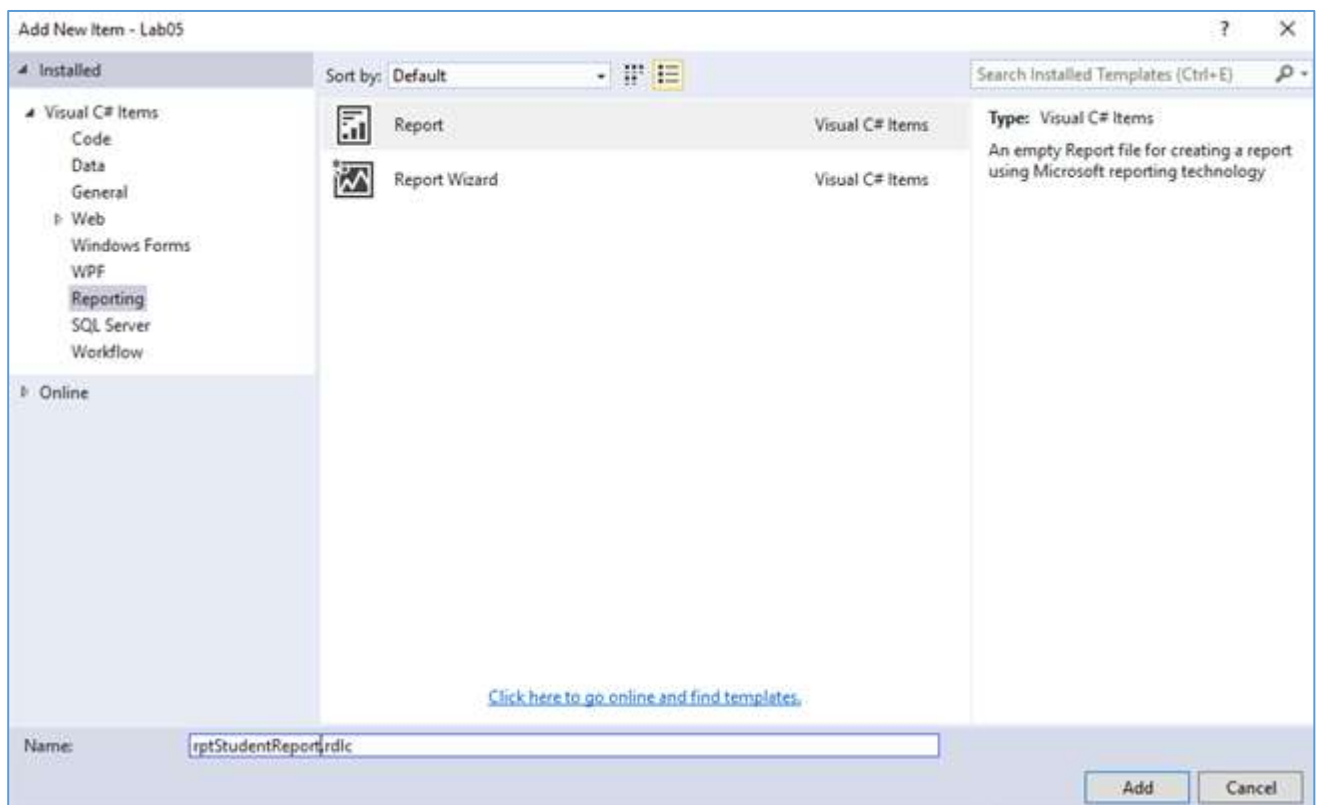 Add New Item - Lab05
? ✕
Installed
Sort by: Default
Search Installed Templates (Ctrl+E)
Visual C# Items
Code
Data
General
Web
Windows Forms
WPF
Reporting
SQL Server
Workflow
Online
Report Visual C# Items
Report Wizard Visual C# Items
Type: Visual C# Items
An empty Report file for creating a report
using Microsoft reporting technology
Click here to go online and find templates.
Name: rptStudentReport.rdlc
Add Cancel